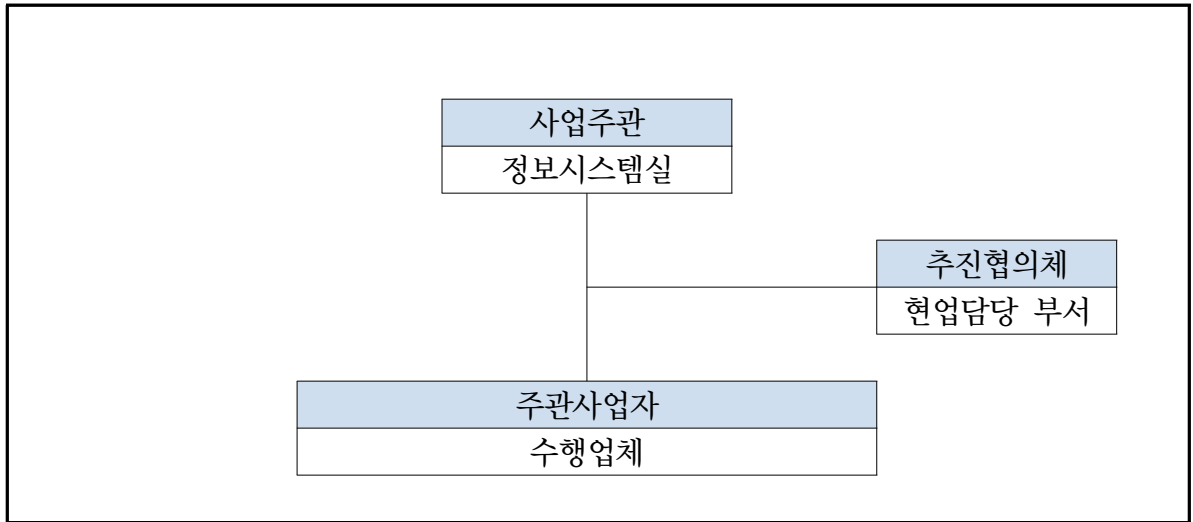 사업주관
정보시스템실
추진협의체
현업담당 부서
주관사업자
수행업체